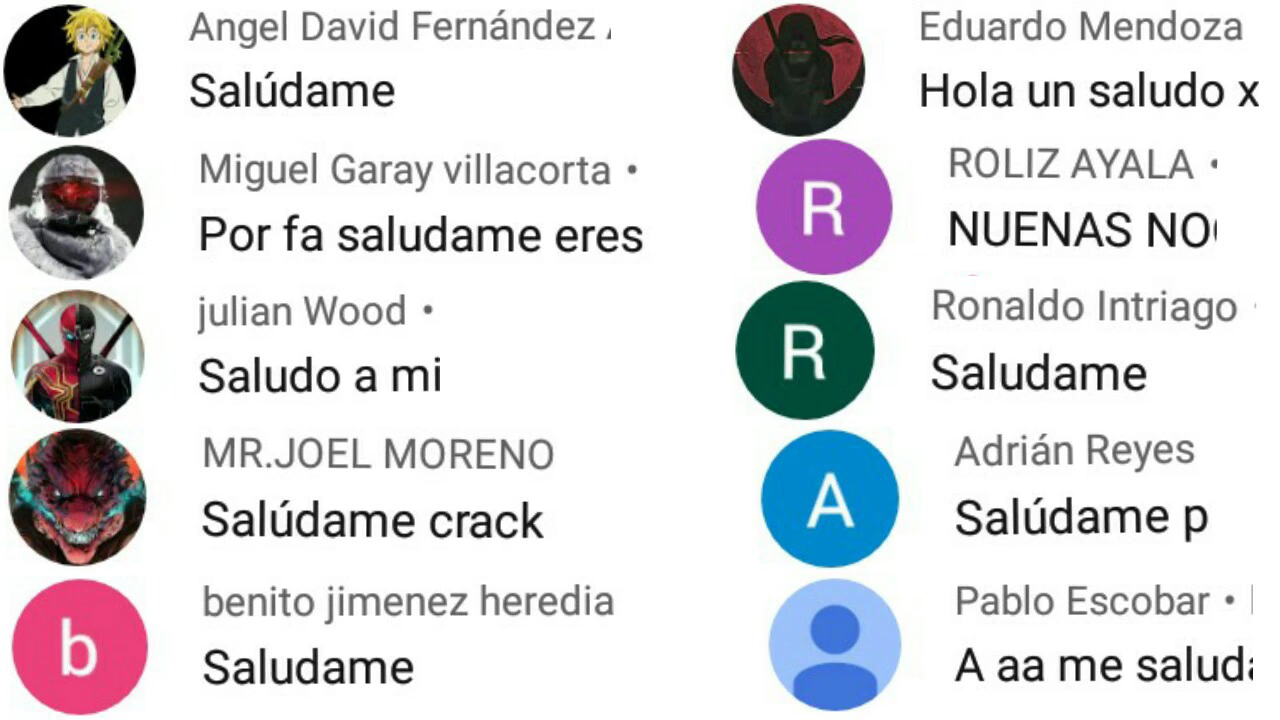 Angel David Fernández
Salúdame
Miguel Garay villacorta •
Por fa saludame eres
julian Wood •
Saludo a mi
MR.JOEL MORENO
Salúdame crack
b
benito jimenez heredia
Saludame
Eduardo Mendoza
Hola un saludo x
R
ROLIZ AYALA •
NUENAS
R
Ronaldo Intriago
Saludame
A
Adrián Reyes
Salúdame p
Pablo Escobar •
A aa me